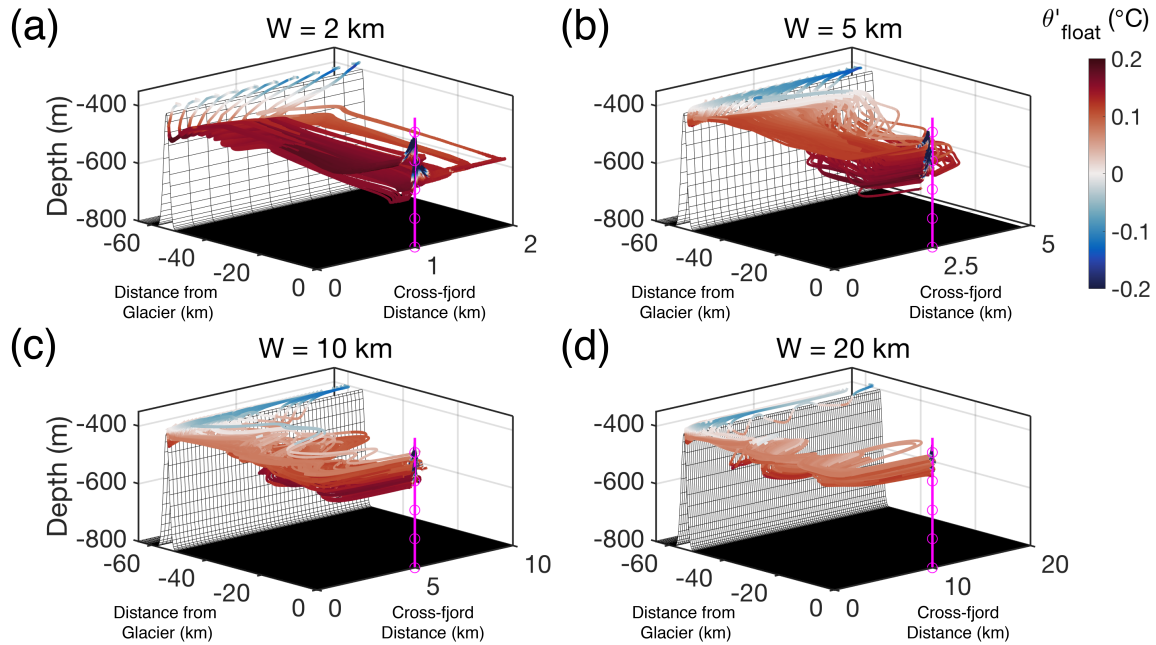 (a)
W = 2 km
(b)
W = 5 km
θ'float (°C)
-400
-600
-800
Depth (m)
-60
-40
-20
0
0
1
2
Distance from
Glacier (km)
Cross-fjord
Distance (km)
-400
-600
-800
-60
-40
-20
0
0
2.5
5
Distance from
Glacier (km)
Cross-fjord
Distance (km)
0.2
0.1
0
-0.1
-0.2
(c)
W = 10 km
(d)
W = 20 km
-400
-600
-800
Depth (m)
-60
-40
-20
0
0
5
10
Distance from
Glacier (km)
Cross-fjord
Distance (km)
-400
-600
-800
-60
-40
-20
0
0
10
20
Distance from
Glacier (km)
Cross-fjord
Distance (km)